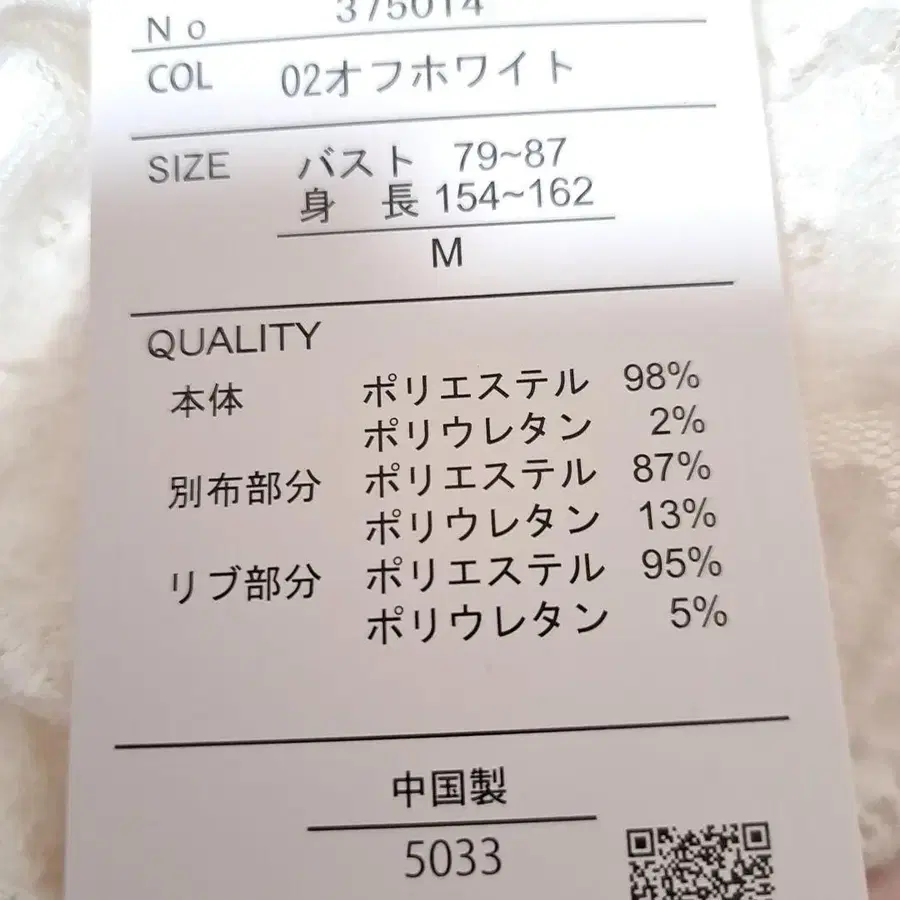 No 375014
COL 02オフホワイト
SIZE バスト 79~87
身 長 154~162
M
QUALITY
本体 ポリエステル 98%
ポリウレタン 2%
別布部分 ポリエステル 87%
ポリウレタン 13%
リブ部分 ポリエステル 95%
ポリウレタン 5%
中国製
5033